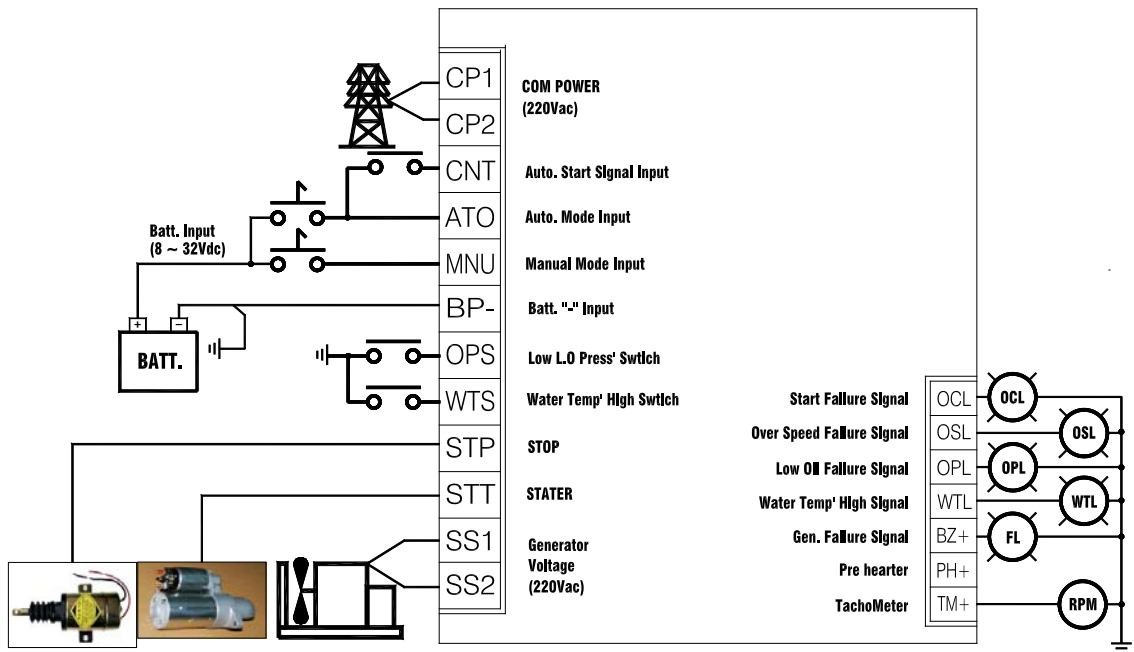 CP1
COM POWER
(220Vac)
CP2
CNT
Auto. Start Signal Input
ATO
Auto. Mode Input
Batt. Input
(8 ~ 32Vdc)
MNU
Manual Mode Input
BP-
Batt. "-" Input
+
−
BATT.
OPS
Low L.O Press' Swtich
WTS
Water Temp' High Swtich
STP
STOP
STT
STATER
SS1
Generator
Voltage
(220Vac)
SS2
Start Failure Signal
OCL
OCL
Over Speed Failure Signal
OSL
OSL
Low Oil Failure Signal
OPL
OPL
Water Temp' High Signal
WTL
WTL
Gen. Failure Signal
BZ+
FL
Pre hearter
PH+
TachoMeter
TM+
RPM